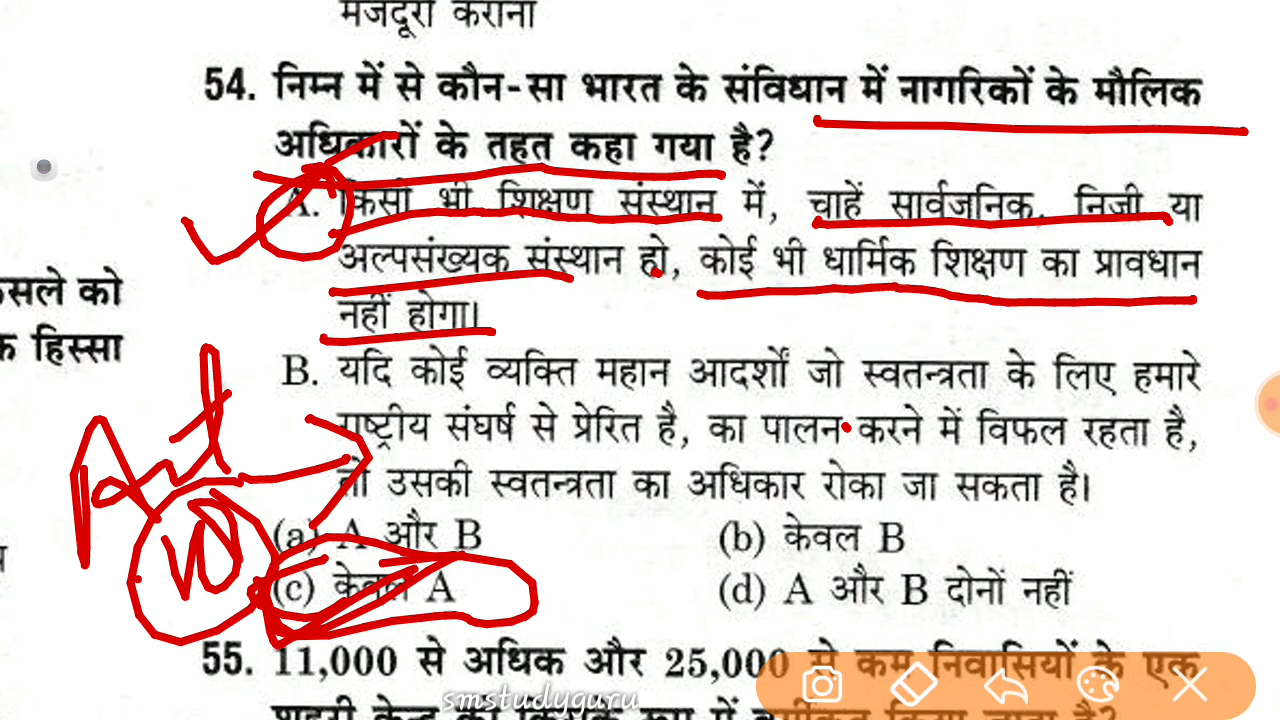 मजदूरी कराना
54. निम्न में से कौन-सा भारत के संविधान में नागरिकों के मौलिक
अधिकारों के तहत कहा गया है?
A. किसी भी शिक्षण संस्थान में, चाहें सार्वजनिक, निजी या
अल्पसंख्यक संस्थान हो, कोई भी धार्मिक शिक्षण का प्रावधान
नहीं होगा।
B. यदि कोई व्यक्ति महान आदर्शों जो स्वतन्त्रता के लिए हमारे
राष्ट्रीय संघर्ष से प्रेरित है, का पालन करने में विफल रहता है,
तो उसकी स्वतन्त्रता का अधिकार रोका जा सकता है।
(a) A और B (b) केवल B
(c) केवल A (d) A और B दोनों नहीं
को
हिस्सा
55. 11,000 से अधिक और 25,000 से कम निवासियों के एक
smstudyguru